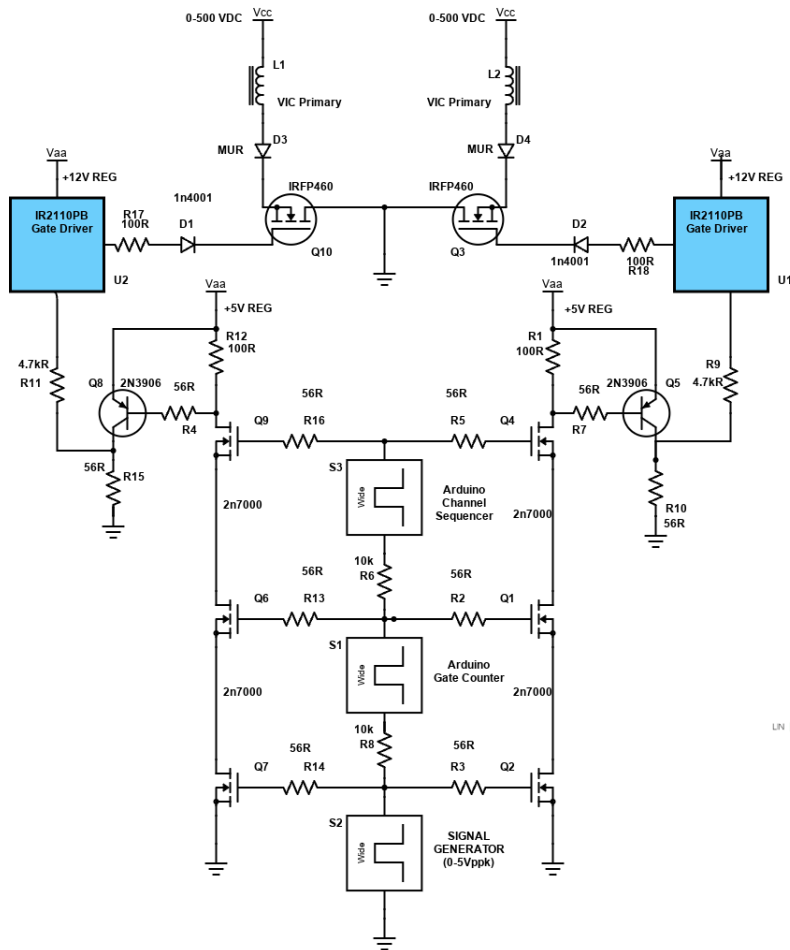 Vcc
0-500 VDC
L1
VIC Primary
D3
MUR
IRFP460
Q10
Vcc
0-500 VDC
L2
VIC Primary
D4
MUR
IRFP460
Q3
Vaa
+12V REG
IR2110PB
Gate Driver
U2
R17
100R
1n4001
D1
Vaa
+12V REG
IR2110PB
Gate Driver
U1
D2
1n4001
100R
R18
Vaa
+5V REG
R12
100R
4.7kR
R11
Q8
2N3906
56R
R4
56R
R15
Vaa
+5V REG
R1
100R
56R
R7
2N3906
Q5
R9
4.7kR
R10
56R
Q9
56R
R16
56R
R5
Q4
S3
Wide
Arduino
Channel
Sequencer
2n7000
2n7000
10k
R6
Q6
56R
R13
56R
R2
Q1
S1
Wide
Arduino
Gate Counter
2n7000
2n7000
10k
R8
Q7
56R
R14
56R
R3
Q2
S2
Wide
SIGNAL
GENERATOR
(0-5Vppk)
LIN